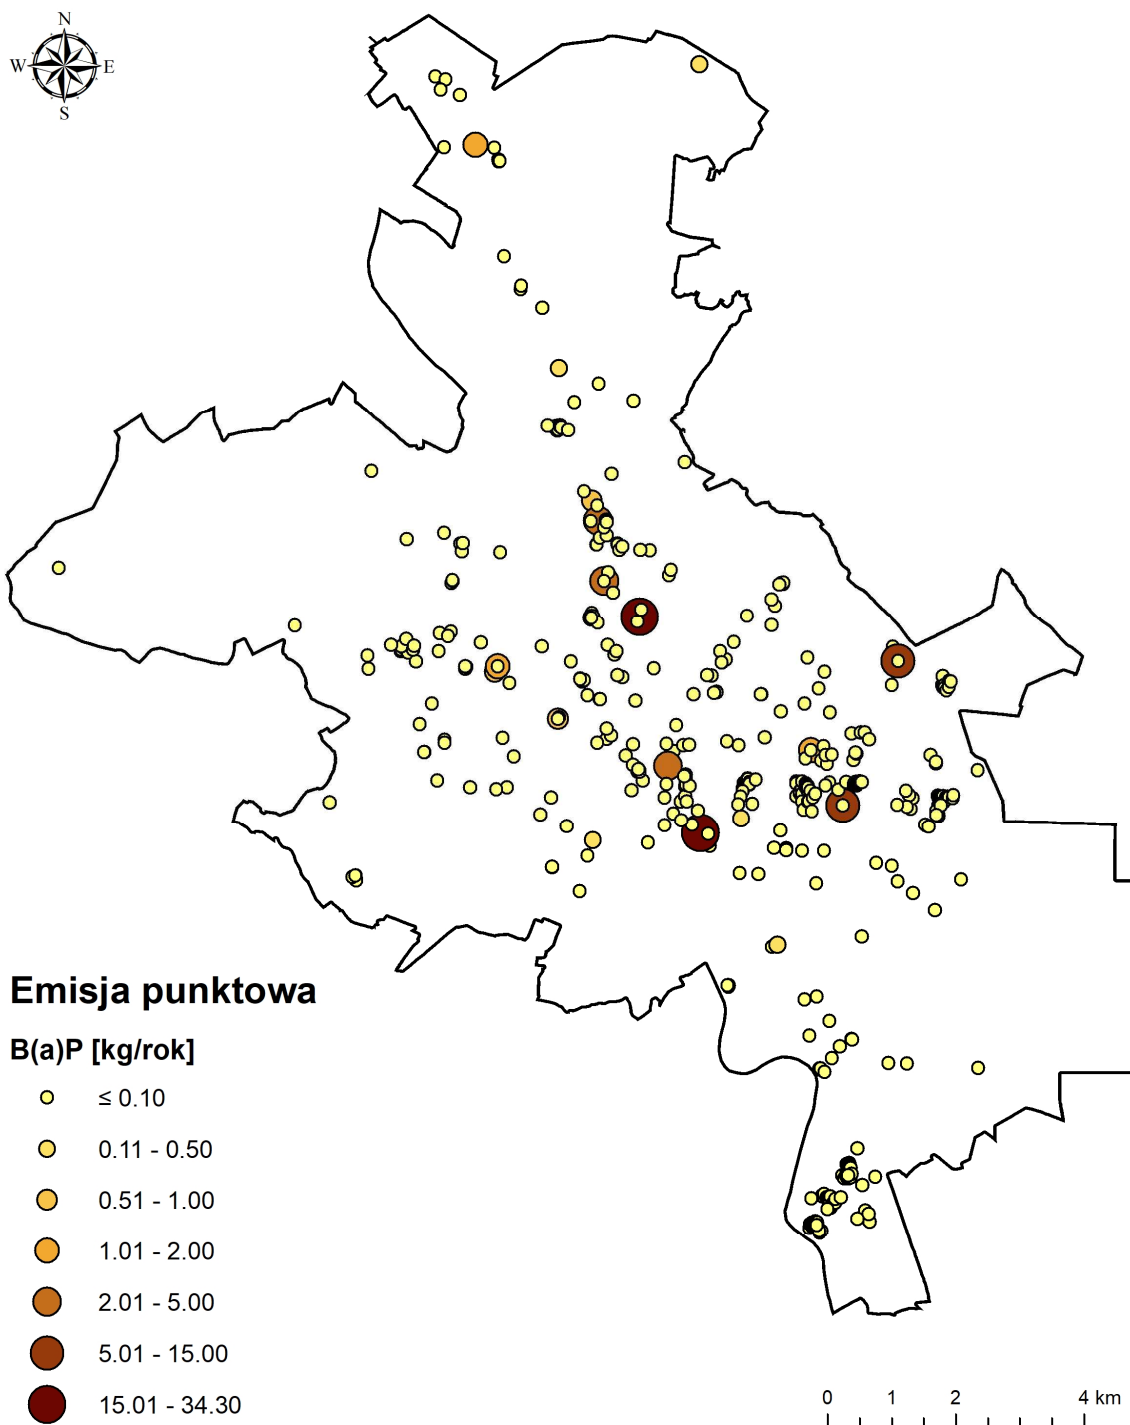 N
W E
S
Emisja punktowa
B(a)P [kg/rok]
≤ 0.10
0.11 - 0.50
0.51 - 1.00
1.01 - 2.00
2.01 - 5.00
5.01 - 15.00
15.01 - 34.30
0 1 2 4 km